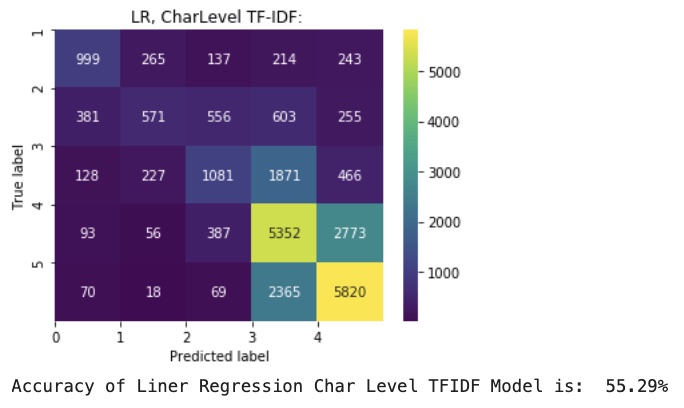 LR, CharLevel TF-IDF:
1
999 265 137 214 243
2
381 571 556 603 255
3
128 227 1081 1871 466
4
93 56 387 5352 2773
5
70 18 69 2365 5820
True label
0 1 2 3 4
Predicted label
5000
4000
3000
2000
1000
Accuracy of Liner Regression Char Level TFIDF Model is: 55.29%